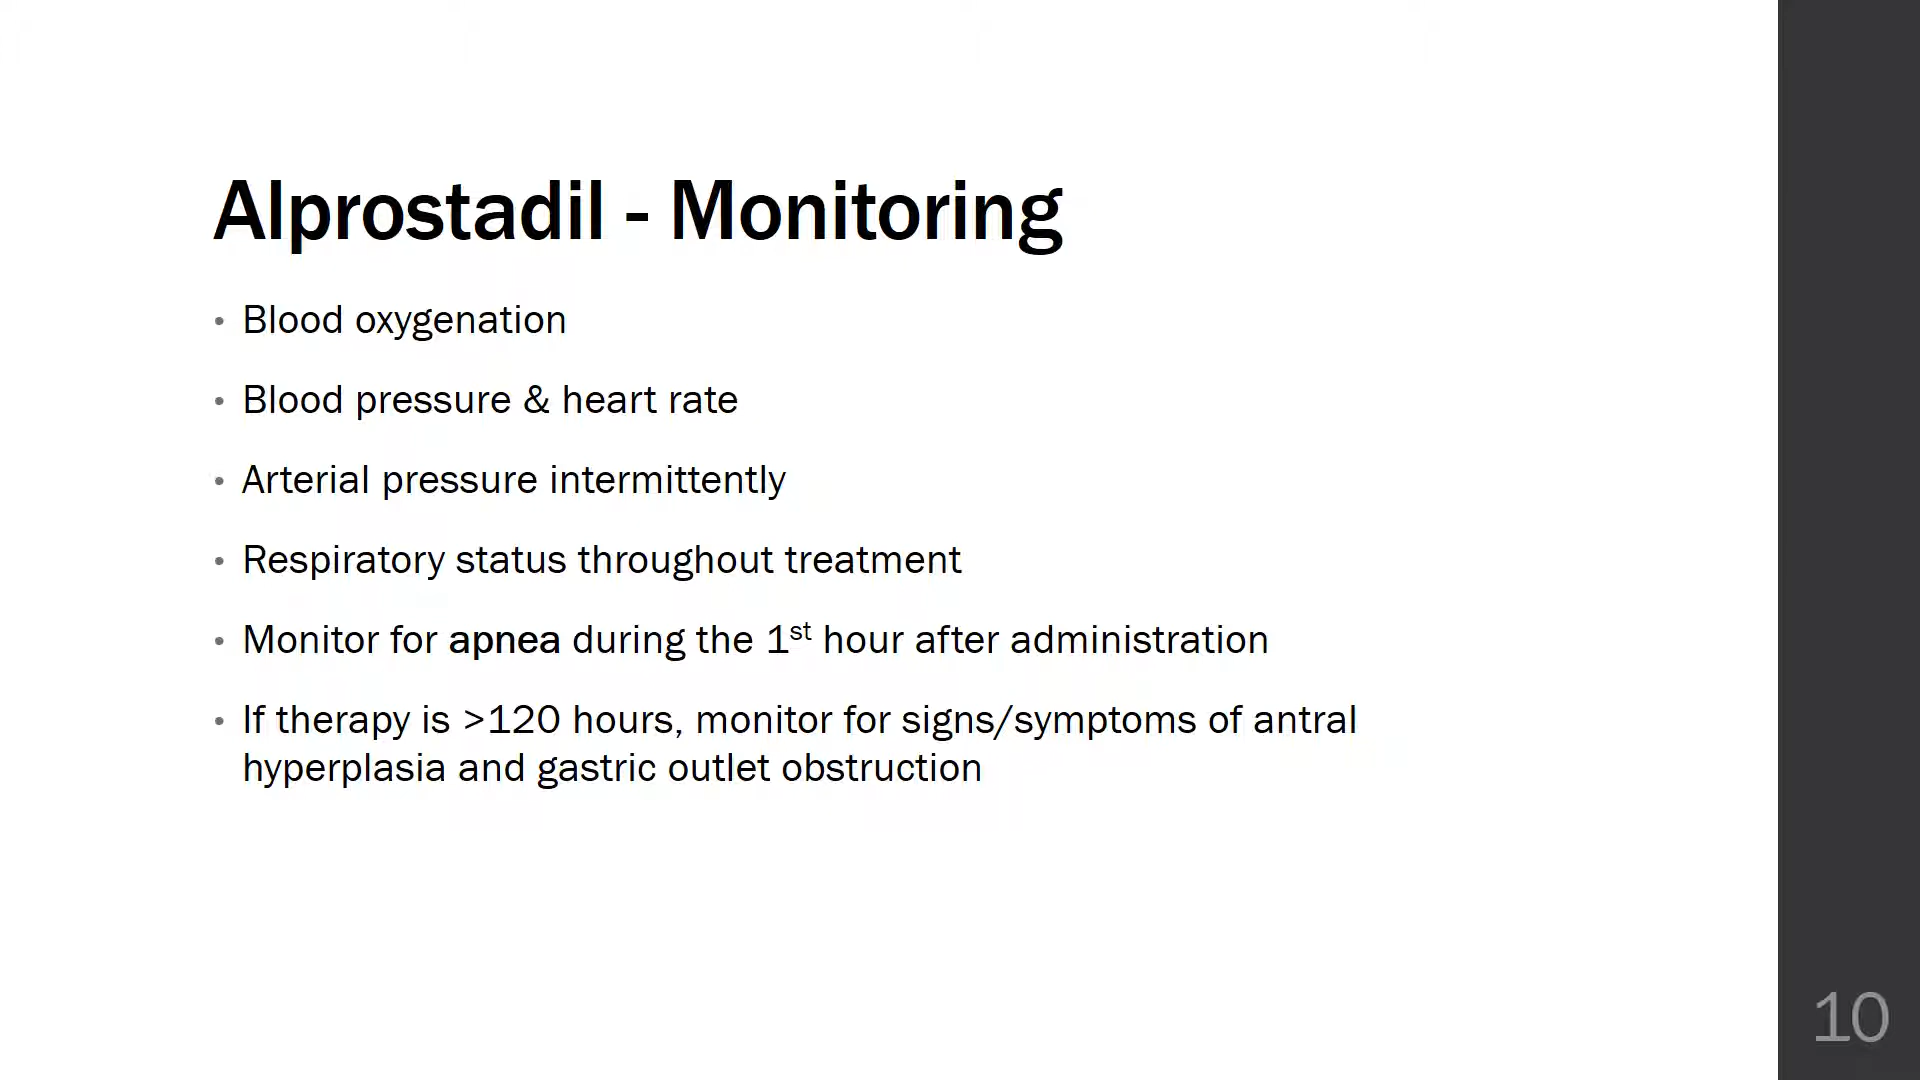 Alprostadil - Monitoring
• Blood oxygenation
• Blood pressure & heart rate
• Arterial pressure intermittently
• Respiratory status throughout treatment
• Monitor for apnea during the 1st hour after administration
• If therapy is >120 hours, monitor for signs/symptoms of antral
hyperplasia and gastric outlet obstruction
10